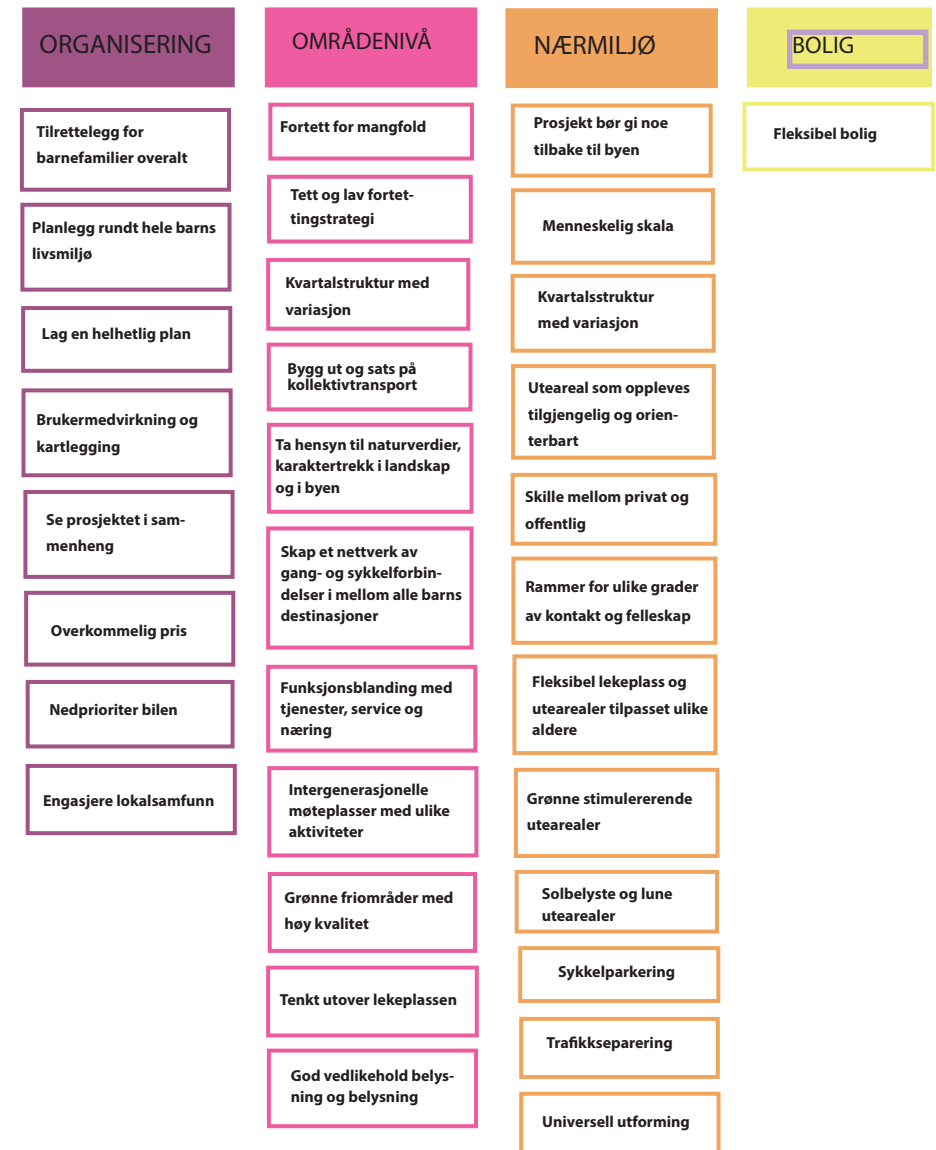 ORGANISERING
Tilrettelegg for
barnefamilier overalt
Planlegg rundt hele barns
livsmiljø
Lag en helhetlig plan
Brukermedvirkning og
kartlegging
Se prosjektet i sam-
menheng
Overkommelig pris
Nedprioriter bilen
Engasjere lokalsamfunn
OMRÅDENIVÅ
Fortett for mangfold
Tett og lav fortet-
tingstrategi
Kvartalstruktur med
variasjon
Bygg ut og sats på
kollektivtransport
Ta hensyn til naturverdier,
karaktertrekk i landskap
og i byen
Skap et nettverk av
gang- og sykkelforbin-
delser i mellom alle barns
destinasjoner
Funksjonsblanding med
tjenester, service og
næring
Intergenerasjonelle
møteplasser med ulike
aktiviteter
Grønne friområder med
høy kvalitet
Tenkt utover lekeplassen
God vedlikehold belys-
ning og belysning
NÆRMILJØ
Prosjekt bør gi noe
tilbake til byen
Menneskelig skala
Kvartalsstruktur
med variasjon
Uteareal som oppleves
tilgjengelig og orien-
terbart
Skille mellom privat og
offentlig
Rammer for ulike grader
av kontakt og felleskap
Fleksibel lekeplass og
utearealer tilpasset ulike
aldere
Grønne stimulererende
utearealer
Solbelyste og lune
utearealer
Sykkelparkering
Trafikkseparering
Universell utforming
BOLIG
Fleksibel bolig